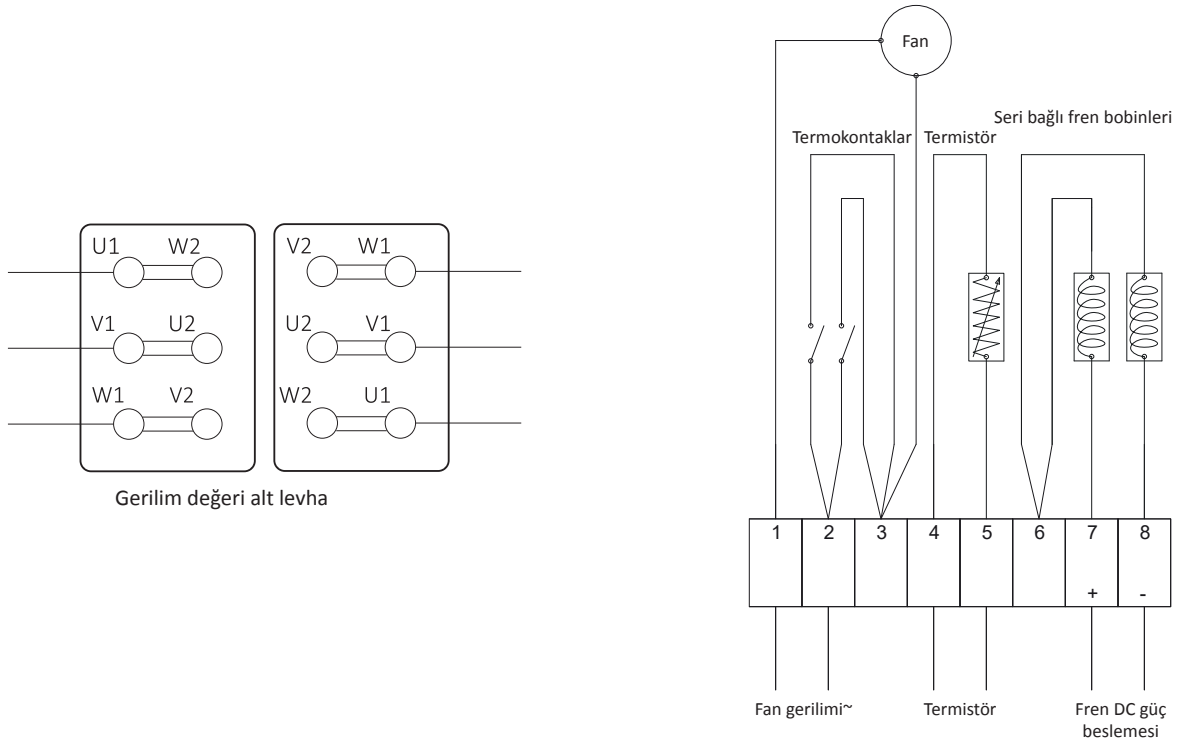 U1 W2
V1 U2
W1 V2
V2 W1
U2 V1
W2 U1
Gerilim değeri alt levha
Fan
Seri bağlı fren bobinleri
Termokontaklar Termistör
1 2 3 4 5 6 7 8
+ -
Fan gerilimi~ Termistör Fren DC güç
beslemesi